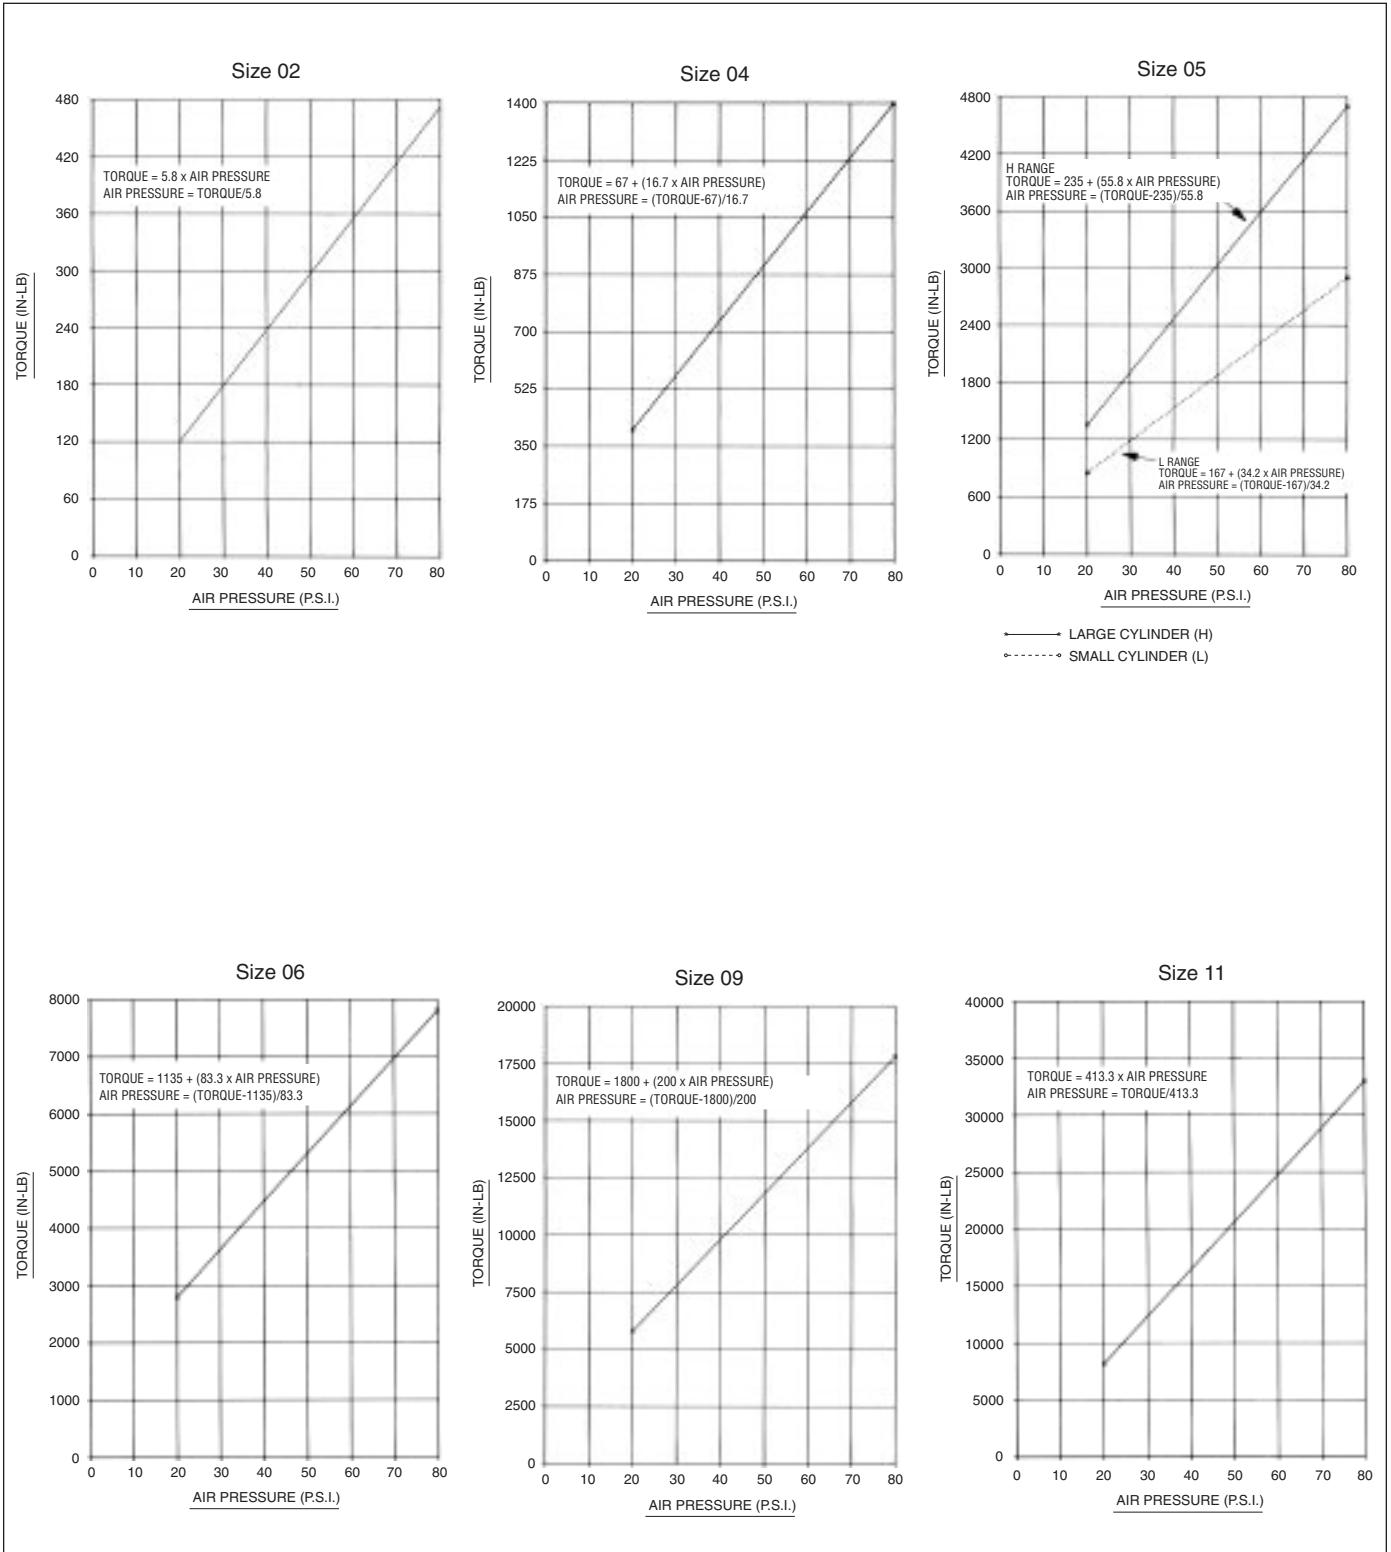 Size 02
480
420
360
300
240
180
120
60
0
TORQUE (IN-LB)
TORQUE = 5.8 x AIR PRESSURE
AIR PRESSURE = TORQUE/5.8
0 10 20 30 40 50 60 70 80
AIR PRESSURE (P.S.I.)
Size 04
1400
1225
1050
875
700
525
350
175
0
TORQUE (IN-LB)
TORQUE = 67 + (16.7 x AIR PRESSURE)
AIR PRESSURE = (TORQUE-67)/16.7
0 10 20 30 40 50 60 70 80
AIR PRESSURE (P.S.I.)
Size 05
4800
4200
3600
3000
2400
1800
1200
600
0
TORQUE (IN-LB)
H RANGE
TORQUE = 235 + (55.8 x AIR PRESSURE)
AIR PRESSURE = (TORQUE-235)/55.8
L RANGE
TORQUE = 167 + (34.2 x AIR PRESSURE)
AIR PRESSURE = (TORQUE-167)/34.2
0 10 20 30 40 50 60 70 80
AIR PRESSURE (P.S.I.)
LARGE CYLINDER (H)
SMALL CYLINDER (L)
Size 06
8000
7000
6000
5000
4000
3000
2000
1000
0
TORQUE (IN-LB)
TORQUE = 1135 + (83.3 x AIR PRESSURE)
AIR PRESSURE = (TORQUE-1135)/83.3
0 10 20 30 40 50 60 70 80
AIR PRESSURE (P.S.I.)
Size 09
20000
17500
15000
12500
10000
7500
5000
2500
0
TORQUE (IN-LB)
TORQUE = 1800 + (200 x AIR PRESSURE)
AIR PRESSURE = (TORQUE-1800)/200
0 10 20 30 40 50 60 70 80
AIR PRESSURE (P.S.I.)
Size 11
40000
35000
30000
25000
20000
15000
10000
5000
0
TORQUE (IN-LB)
TORQUE = 413.3 x AIR PRESSURE
AIR PRESSURE = TORQUE/413.3
0 10 20 30 40 50 60 70 80
AIR PRESSURE (P.S.I.)